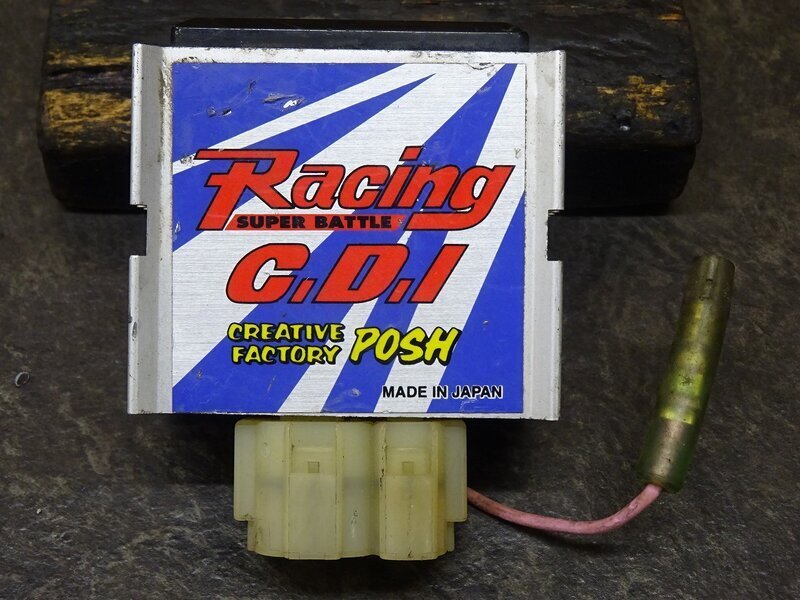 Racing
SUPER BATTLE
C.D.I
CREATIVE
FACTORY POSH
MADE IN JAPAN